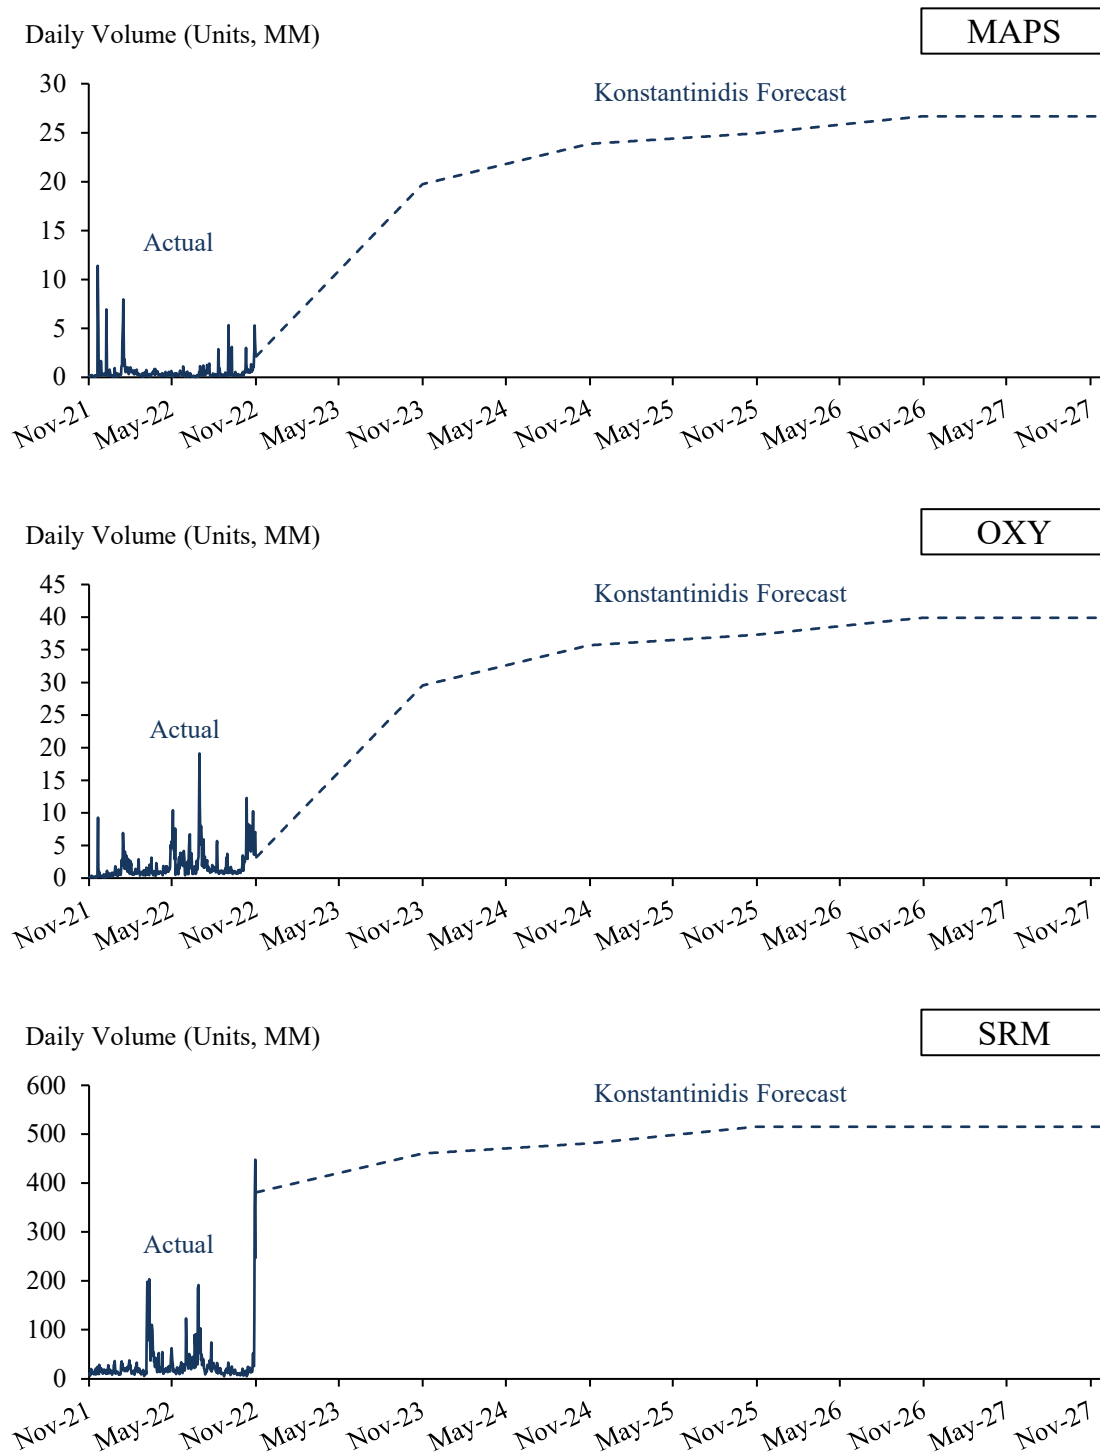 Daily Volume (Units, MM)
MAPS
30
Konstantinidis Forecast
25
20
15
Actual
10
5
0
Nov-21 May-22 Nov-22 May-23 Nov-23 May-24 Nov-24 May-25 Nov-25 May-26 Nov-26 May-27 Nov-27
Daily Volume (Units, MM)
OXY
45
Konstantinidis Forecast
40
35
30
25
Actual
20
15
10
5
0
Nov-21 May-22 Nov-22 May-23 Nov-23 May-24 Nov-24 May-25 Nov-25 May-26 Nov-26 May-27 Nov-27
Daily Volume (Units, MM)
SRM
600
Konstantinidis Forecast
500
400
300
Actual
200
100
0
Nov-21 May-22 Nov-22 May-23 Nov-23 May-24 Nov-24 May-25 Nov-25 May-26 Nov-26 May-27 Nov-27